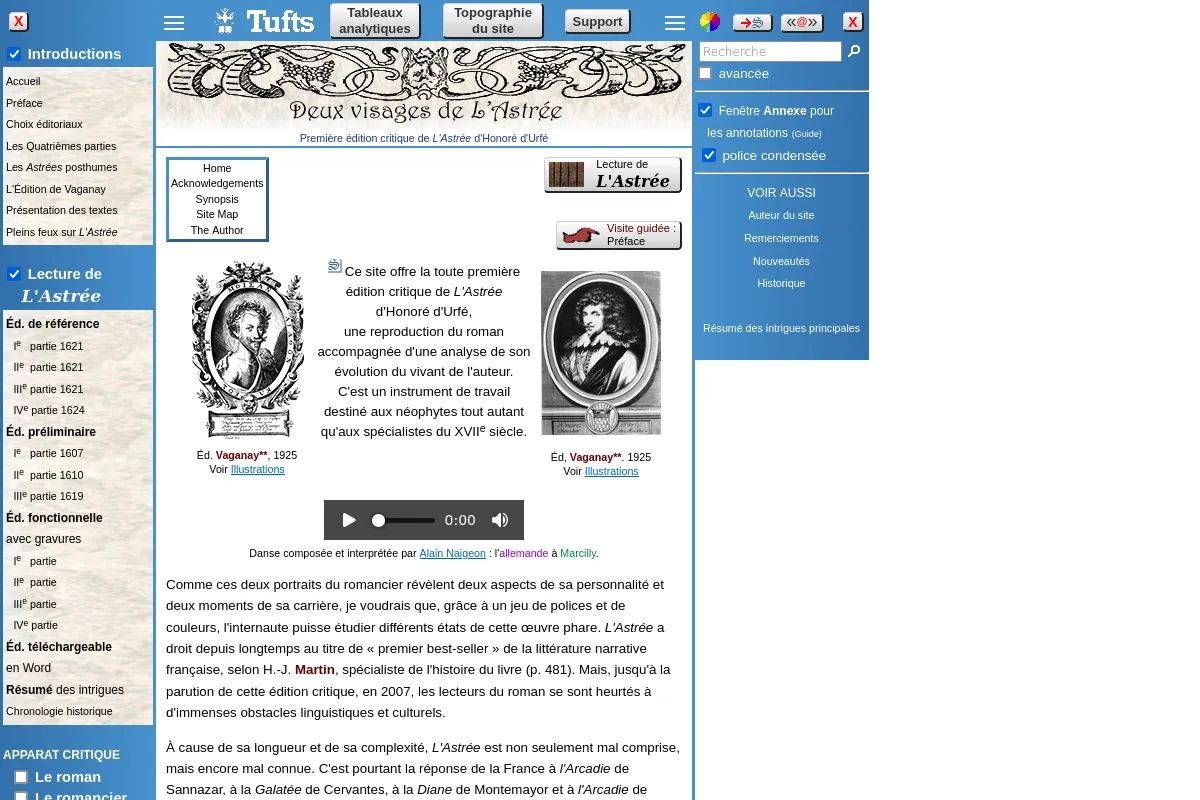 X
Introductions
Accueil
Préface
Choix éditoriaux
Les Quatrièmes parties
Les Astrées posthumes
L'Édition de Vaganay
Présentation des textes
Pleins feux sur L'Astrée
Lecture de
L'Astrée
Éd. de référence
Ie partie 1621
IIe partie 1621
IIIe partie 1621
IVe partie 1624
Éd. préliminaire
Ie partie 1607
IIe partie 1610
IIIe partie 1619
Éd. fonctionnelle
avec gravures
Ie partie
IIe partie
IIIe partie
IVe partie
Éd. téléchargeable
en Word
Résumé des intrigues
Chronologie historique
APPARAT CRITIQUE
Le roman
Le romancier
Tufts
Tableaux
analytiques
Topographie
du site
Support
Deux visages de L'Astrée
Première édition critique de L'Astrée d'Honoré d'Urfé
Home
Acknowledgements
Synopsis
Site Map
The Author
Lecture de
L'Astrée
Visite guidée :
Préface
Ce site offre la toute première
édition critique de L'Astrée
d'Honoré d'Urfé,
une reproduction du roman
accompagnée d'une analyse de son
évolution du vivant de l'auteur.
C'est un instrument de travail
destiné aux néophytes tout autant
qu'aux spécialistes du XVIIe siècle.
Éd. Vaganay**, 1925
Voir Illustrations
Éd, Vaganay**. 1925
Voir Illustrations
0:00
Danse composée et interprétée par Alain Naigeon : l'allemande à Marcilly.
Comme ces deux portraits du romancier révèlent deux aspects de sa personnalité et
deux moments de sa carrière, je voudrais que, grâce à un jeu de polices et de
couleurs, l'internaute puisse étudier différents états de cette œuvre phare. L'Astrée a
droit depuis longtemps au titre de « premier best-seller » de la littérature narrative
française, selon H.-J. Martin, spécialiste de l'histoire du livre (p. 481). Mais, jusqu'à la
parution de cette édition critique, en 2007, les lecteurs du roman se sont heurtés à
d'immenses obstacles linguistiques et culturels.
À cause de sa longueur et de sa complexité, L'Astrée est non seulement mal comprise,
mais encore mal connue. C'est pourtant la réponse de la France à l'Arcadie de
Sannazar, à la Galatée de Cervantes, à la Diane de Montemayor et à l'Arcadie de
«@»
X
Recherche
avancée
Fenêtre Annexe pour
les annotations (Guide)
police condensée
VOIR AUSSI
Auteur du site
Remerciements
Nouveautés
Historique
Résumé des intrigues principales